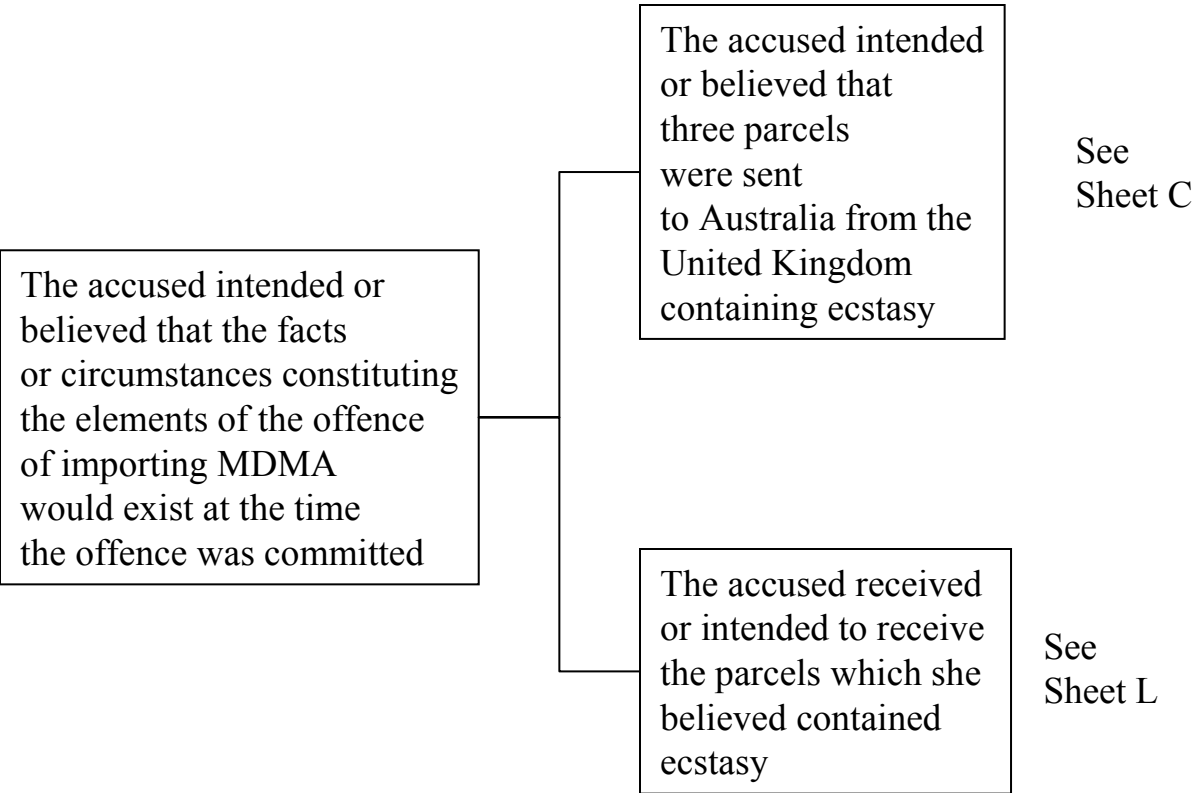 The accused intended or
believed that the facts
or circumstances constituting
the elements of the offence
of importing MDMA
would exist at the time
the offence was committed
The accused intended
or believed that
three parcels
were sent
to Australia from the
United Kingdom
containing ecstasy
See
Sheet C
The accused received
or intended to receive
the parcels which she
believed contained
ecstasy
See
Sheet L